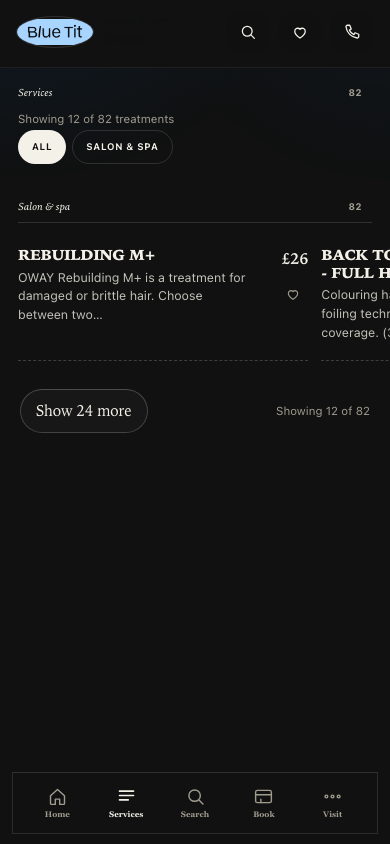 Blue Tit
Services 82
Showing 12 of 82 treatments
ALL SALON & SPA
Salon & spa 82
REBUILDING M+ £26
OWAY Rebuilding M+ is a treatment for
damaged or brittle hair. Choose
between two...
BACK TO
- FULL H
Colouring ha
foiling techn
coverage. (3
Show 24 more Showing 12 of 82
Home Services Search Book Visit